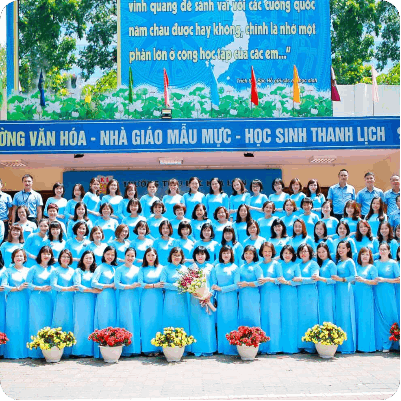 vinh quang để sánh vai với các cường quốc
năm châu được hay không, chính là nhờ một
phần lớn ở công học tập của các em..."
ỜNG VĂN HÓA - NHÀ GIÁO MẪU MỰC - HỌC SINH THANH LỊCH